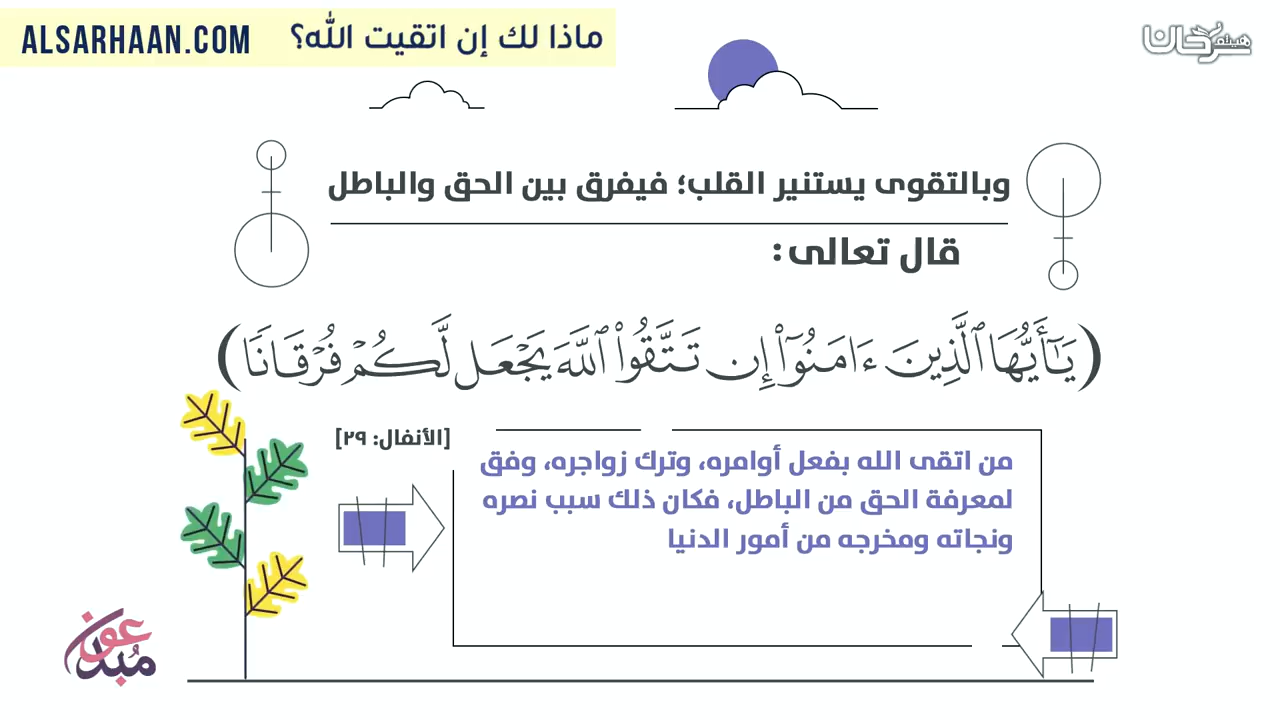 ماذا لك إن اتقيت الله؟ ALSARHAAN.COM
هيثم سرحان
وبالتقوى يستنير القلب؛ فيفرق بين الحق والباطل
قال تعالى:
(يَٰٓأَيُّهَا ٱلَّذِينَ ءَامَنُوٓا۟ إِن تَتَّقُوا۟ ٱللَّهَ يَجْعَل لَّكُمْ فُرْقَانًا)
[الأنفال: ٢٩]
من اتقى الله بفعل أوامره، وترك زواجره، وفق
لمعرفة الحق من الباطل، فكان ذلك سبب نصره
ونجاته ومخرجه من أمور الدنيا